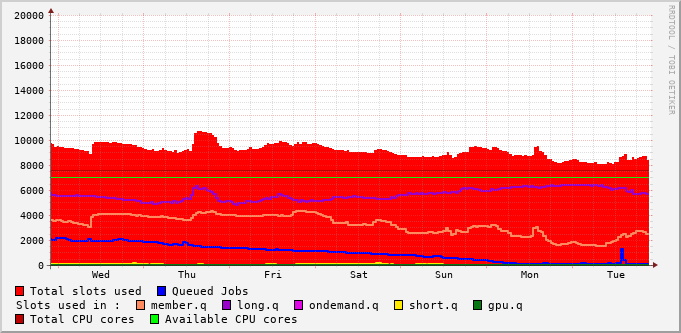 20000
18000
16000
14000
12000
10000
8000
6000
4000
2000
0
Wed Thu Fri Sat Sun Mon Tue
RRDTOOL / TOBI OETIKER
Total slots used Queued Jobs
Slots used in : member.q long.q ondemand.q short.q gpu.q
Total CPU cores Available CPU cores